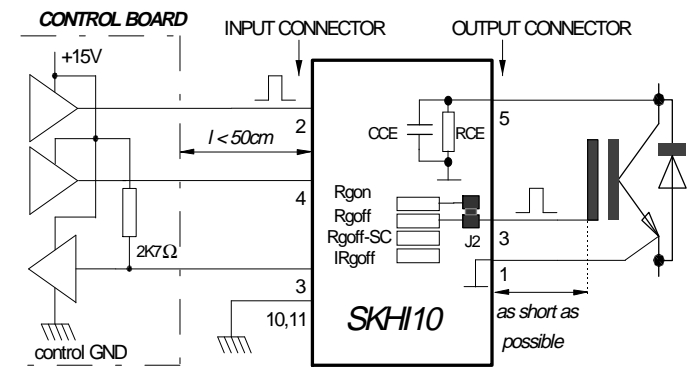 CONTROL BOARD
INPUT CONNECTOR
OUTPUT CONNECTOR
+15V
2
5
CCE
RCE
l < 50cm
4
Rgon
Rgoff
Rgoff-SC
IRgoff
J2
3
2K7Ω
3
1
10,11
SKHI10
as short as
possible
control GND